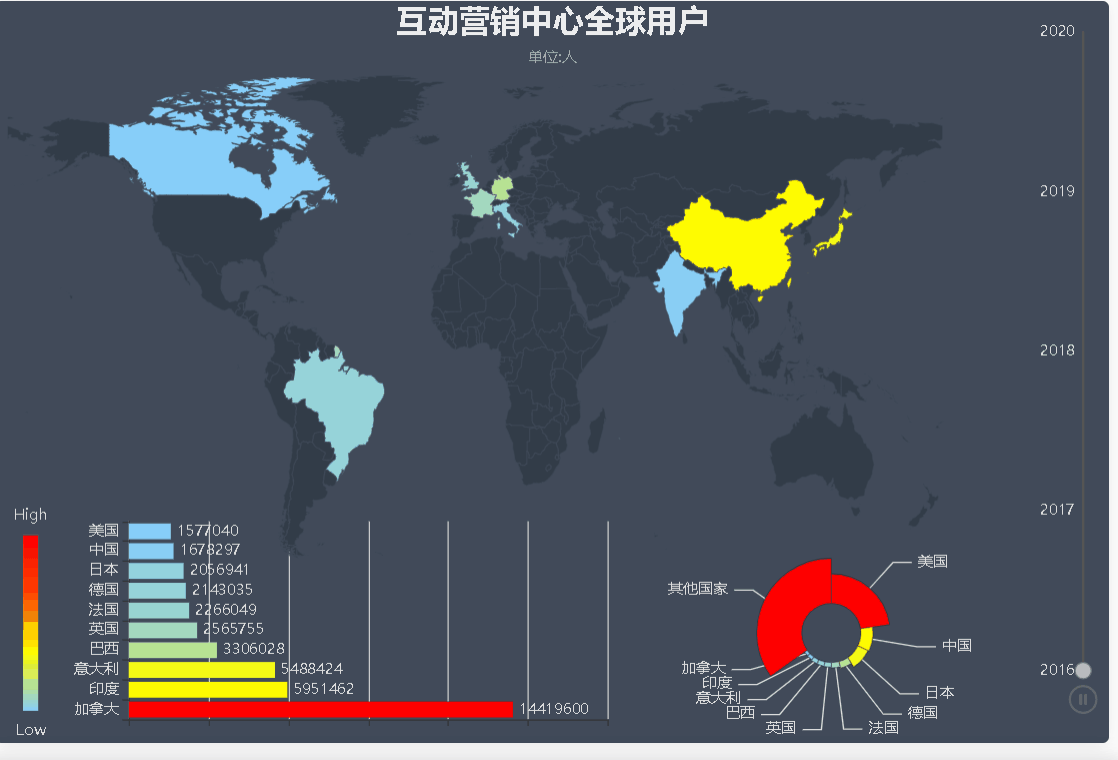 互动营销中心全球用户
单位:人
2020
2019
2018
2017
2016
High
Low
美国 1577040
中国 1678297
日本 2056941
德国 2143035
法国 2266049
英国 2565755
巴西 3306028
意大利 5488424
印度 5951462
加拿大 14419600
其他国家
美国
中国
日本
德国
法国
英国
巴西
意大利
印度
加拿大